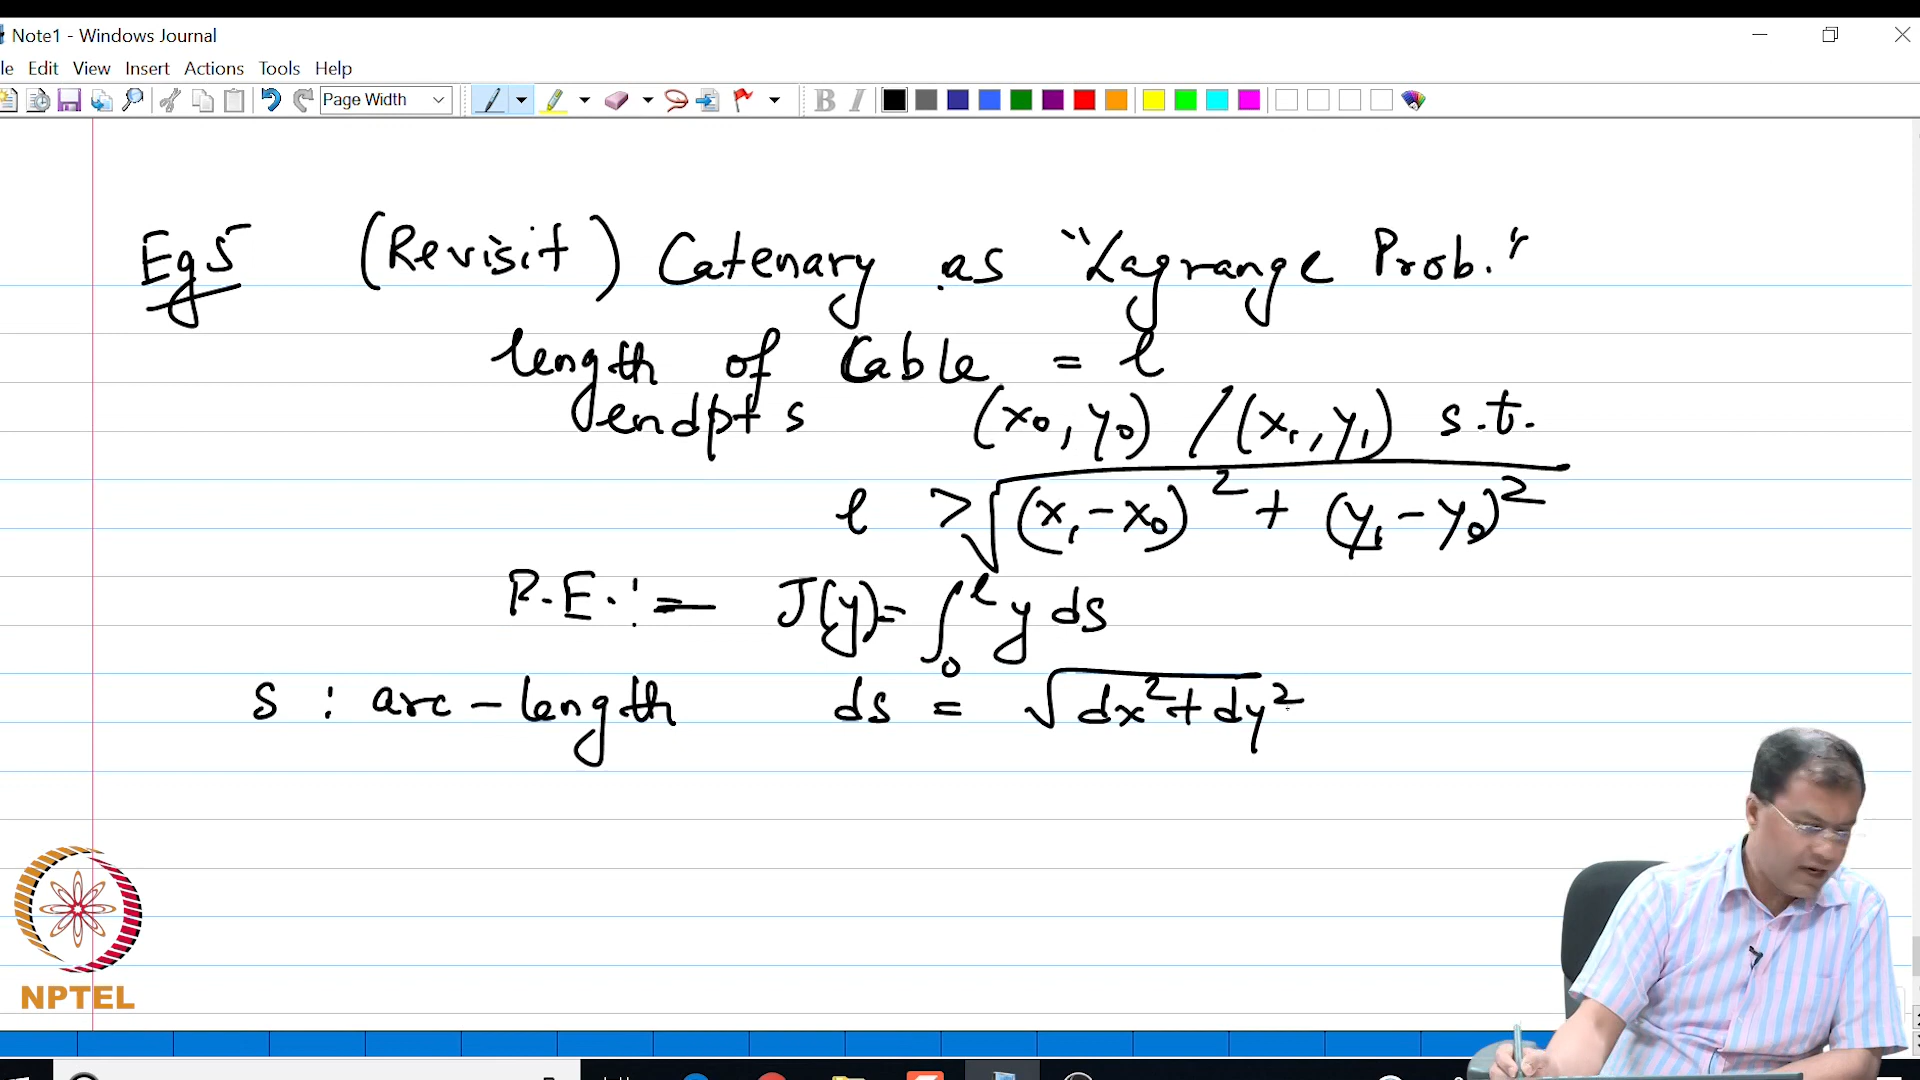 Note1 - Windows Journal
le Edit View Insert Actions Tools Help
Page Width B I
Eg 5 (Revisit) Catenary as "Lagrange Prob."
length of Cable = l
endpts (x₀, y₀) / (x₁, y₁) s.t.
l > √(x₁ - x₀)² + (y₁ - y₀)²
P.E. := J(y) = ∫₀ˡ y ds
s : arc-length ds = √dx² + dy²
NPTEL